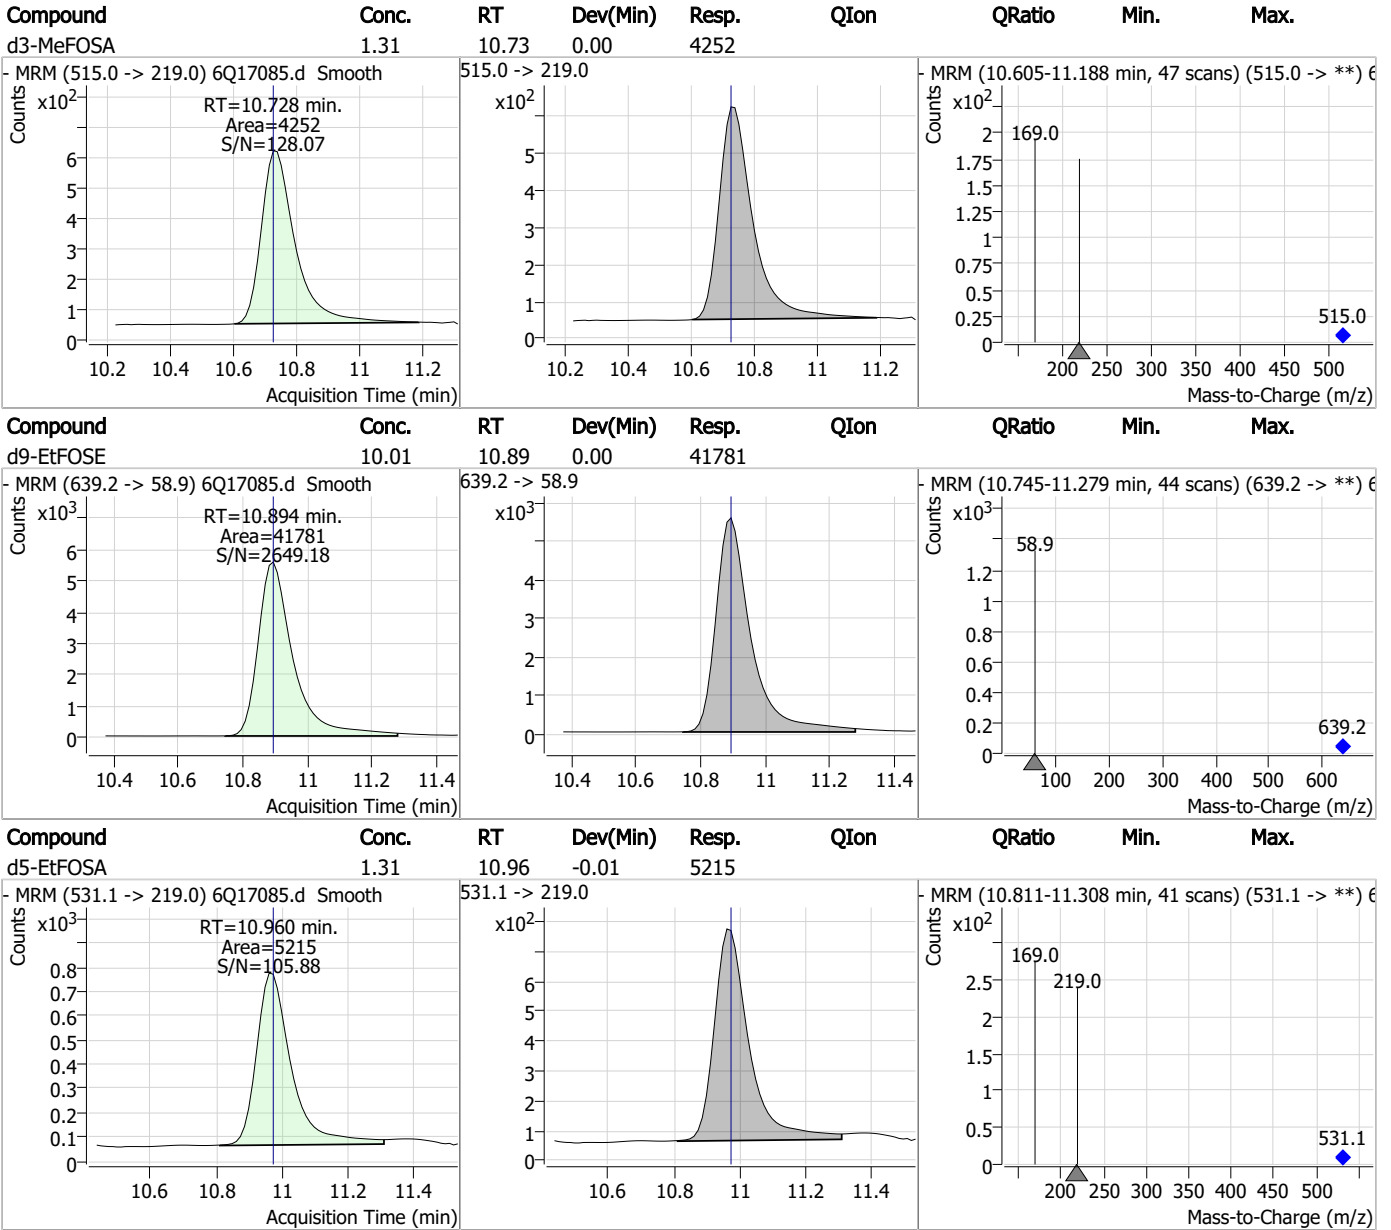 Compound Conc. RT Dev(Min) Resp. QIon QRatio Min. Max.
d3-MeFOSA 1.31 10.73 0.00 4252
- MRM (515.0 -> 219.0) 6Q17085.d Smooth
Counts
x102
RT=10.728 min.
Area=4252
S/N=128.07
6
5
4
3
2
1
0
10.2 10.4 10.6 10.8 11 11.2
Acquisition Time (min)
515.0 -> 219.0
x102
5
4
3
2
1
0
10.2 10.4 10.6 10.8 11 11.2
- MRM (10.605-11.188 min, 47 scans) (515.0 -> **) 6
Counts
x102
169.0
2
1.75
1.5
1.25
1
0.75
0.5
0.25
0
515.0
200 250 300 350 400 450 500
Mass-to-Charge (m/z)
Compound Conc. RT Dev(Min) Resp. QIon QRatio Min. Max.
d9-EtFOSE 10.01 10.89 0.00 41781
- MRM (639.2 -> 58.9) 6Q17085.d Smooth
Counts
x103
RT=10.894 min.
Area=41781
S/N=2649.18
6
5
4
3
2
1
0
10.4 10.6 10.8 11 11.2 11.4
Acquisition Time (min)
639.2 -> 58.9
x103
4
3
2
1
0
10.4 10.6 10.8 11 11.2 11.4
- MRM (10.745-11.279 min, 44 scans) (639.2 -> **) 6
Counts
x103
58.9
1.2
1
0.8
0.6
0.4
0.2
0
639.2
100 200 300 400 500 600
Mass-to-Charge (m/z)
Compound Conc. RT Dev(Min) Resp. QIon QRatio Min. Max.
d5-EtFOSA 1.31 10.96 -0.01 5215
- MRM (531.1 -> 219.0) 6Q17085.d Smooth
Counts
x103
RT=10.960 min.
Area=5215
S/N=105.88
0.8
0.7
0.6
0.5
0.4
0.3
0.2
0.1
0
10.6 10.8 11 11.2 11.4
Acquisition Time (min)
531.1 -> 219.0
x102
6
5
4
3
2
1
0
10.6 10.8 11 11.2 11.4
- MRM (10.811-11.308 min, 41 scans) (531.1 -> **) 6
Counts
x102
169.0
219.0
2.5
2
1.5
1
0.5
0
531.1
200 250 300 350 400 450 500
Mass-to-Charge (m/z)